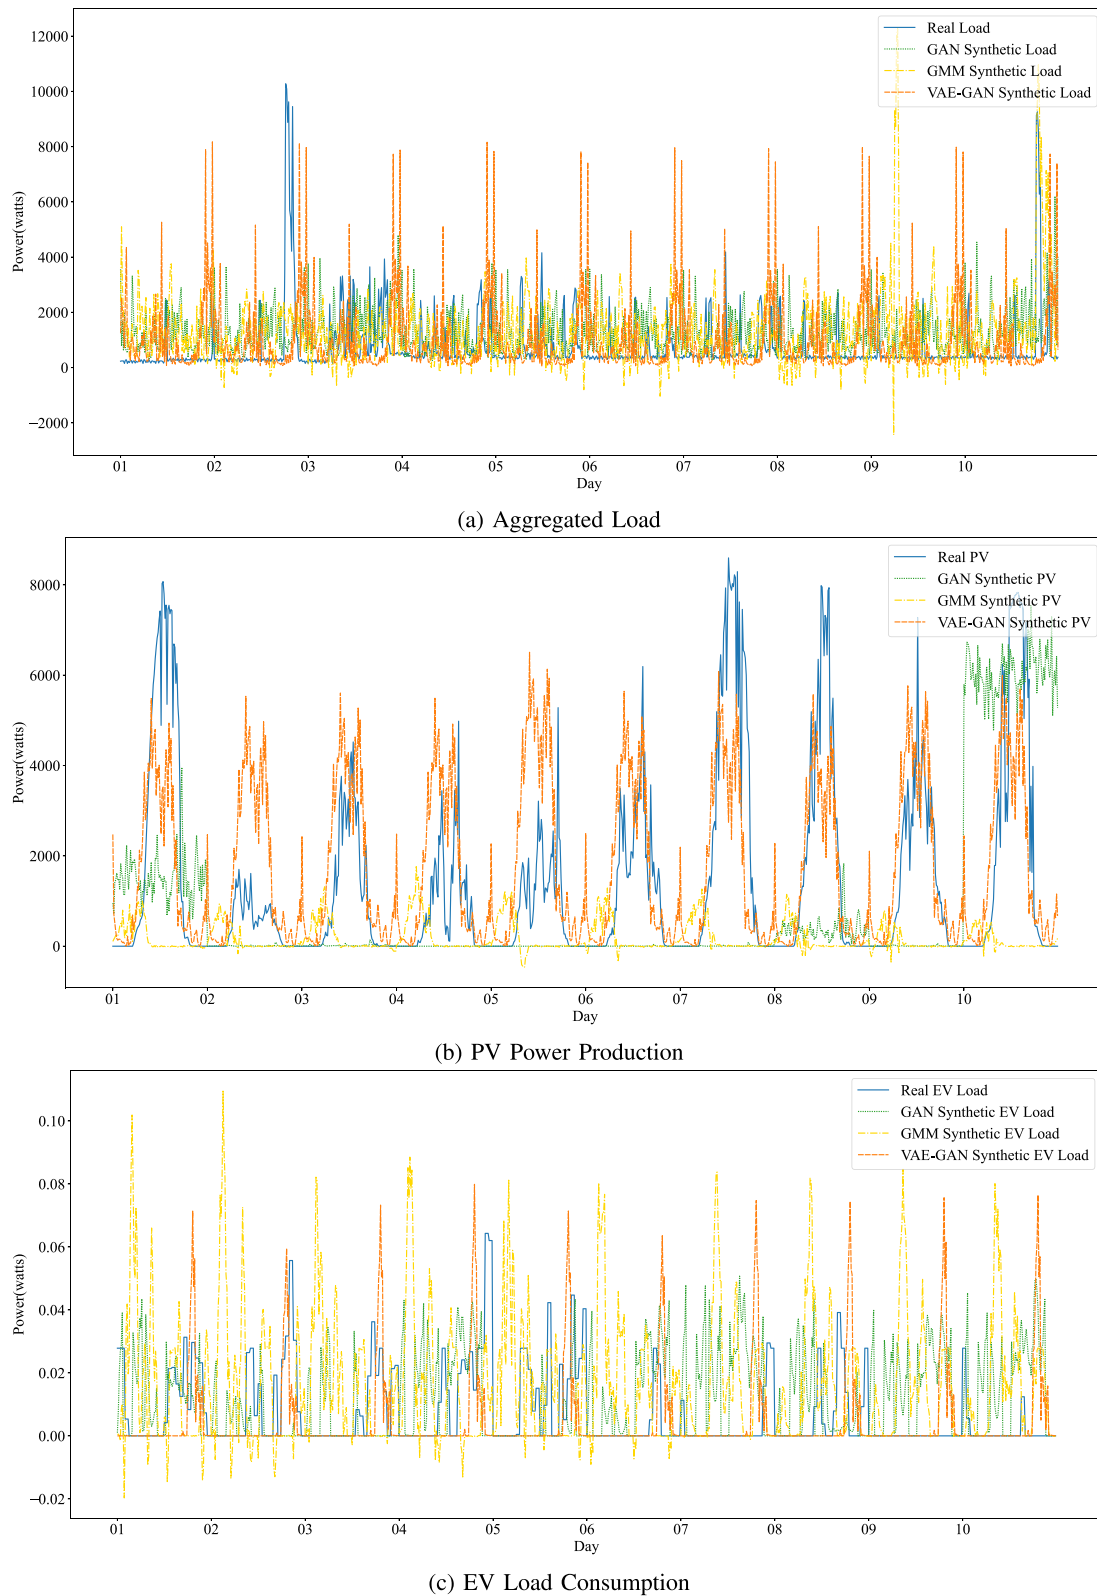 12000
10000
8000
6000
4000
2000
0
−2000
Power(watts)
Real Load
GAN Synthetic Load
GMM Synthetic Load
VAE-GAN Synthetic Load
01 02 03 04 05 06 07 08 09 10
Day
(a) Aggregated Load
8000
6000
4000
2000
0
Power(watts)
Real PV
GAN Synthetic PV
GMM Synthetic PV
VAE-GAN Synthetic PV
01 02 03 04 05 06 07 08 09 10
Day
(b) PV Power Production
0.10
0.08
0.06
0.04
0.02
0.00
−0.02
Power(watts)
Real EV Load
GAN Synthetic EV Load
GMM Synthetic EV Load
VAE-GAN Synthetic EV Load
01 02 03 04 05 06 07 08 09 10
Day
(c) EV Load Consumption